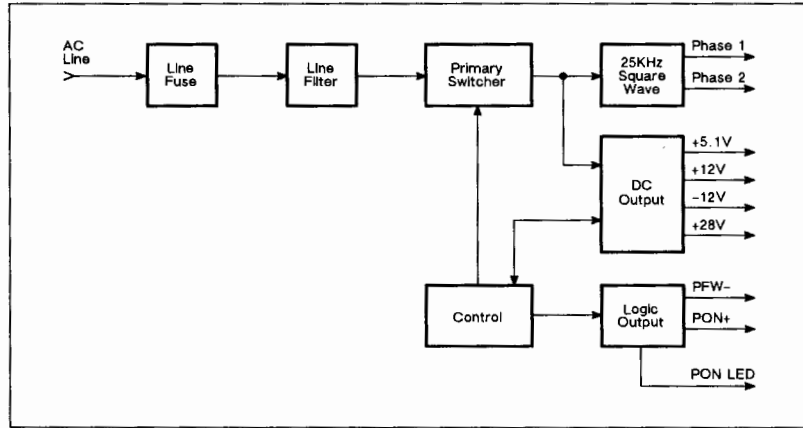 AC
Line
Line
Fuse
Line
Filter
Primary
Switcher
25KHz
Square
Wave
Phase 1
Phase 2
DC
Output
+5.1V
+12V
-12V
+28V
Control
Logic
Output
PFW-
PON+
PON LED